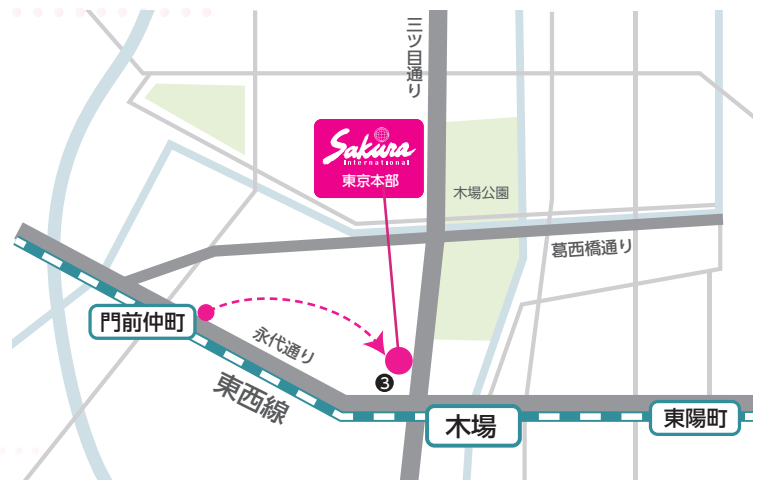 三ツ目通り
Sakura
International
東京本部
木場公園
葛西橋通り
門前仲町
永代通り
❸
東西線
木場
東陽町